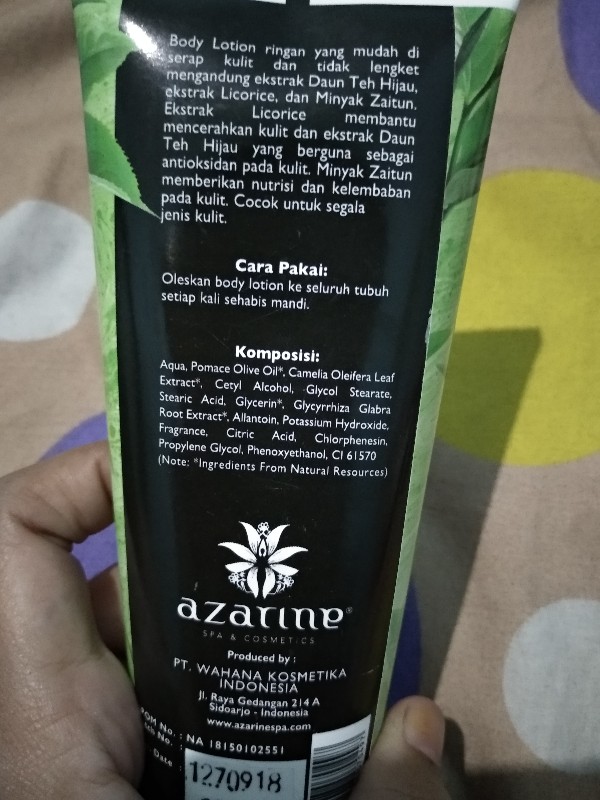 Body Lotion ringan yang mudah di
serap kulit dan tidak lengket
mengandung ekstrak Daun Teh Hijau,
ekstrak Licorice, dan Minyak Zaitun.
Ekstrak Licorice membantu
mencerahkan kulit dan ekstrak Daun
Teh Hijau yang berguna sebagai
antioksidan pada kulit. Minyak Zaitun
memberikan nutrisi dan kelembaban
pada kulit. Cocok untuk segala
jenis kulit.
Cara Pakai:
Oleskan body lotion ke seluruh tubuh
setiap kali sehabis mandi.
Komposisi:
Aqua, Pomace Olive Oil*, Camelia Oleifera Leaf
Extract*, Cetyl Alcohol, Glycol Stearate,
Stearic Acid, Glycerin*, Glycyrrhiza Glabra
Root Extract*, Allantoin, Potassium Hydroxide,
Fragrance, Citric Acid, Chlorphenesin,
Propylene Glycol, Phenoxyethanol, CI 61570
(Note: *Ingredients From Natural Resources)
azarine®
SPA & COSMETICS
Produced by :
PT. WAHANA KOSMETIKA
INDONESIA
Jl. Raya Gedangan 214 A
Sidoarjo - Indonesia
www.azarinespa.com
POM No. : NA 18150102551
No. :
Date :
1270918